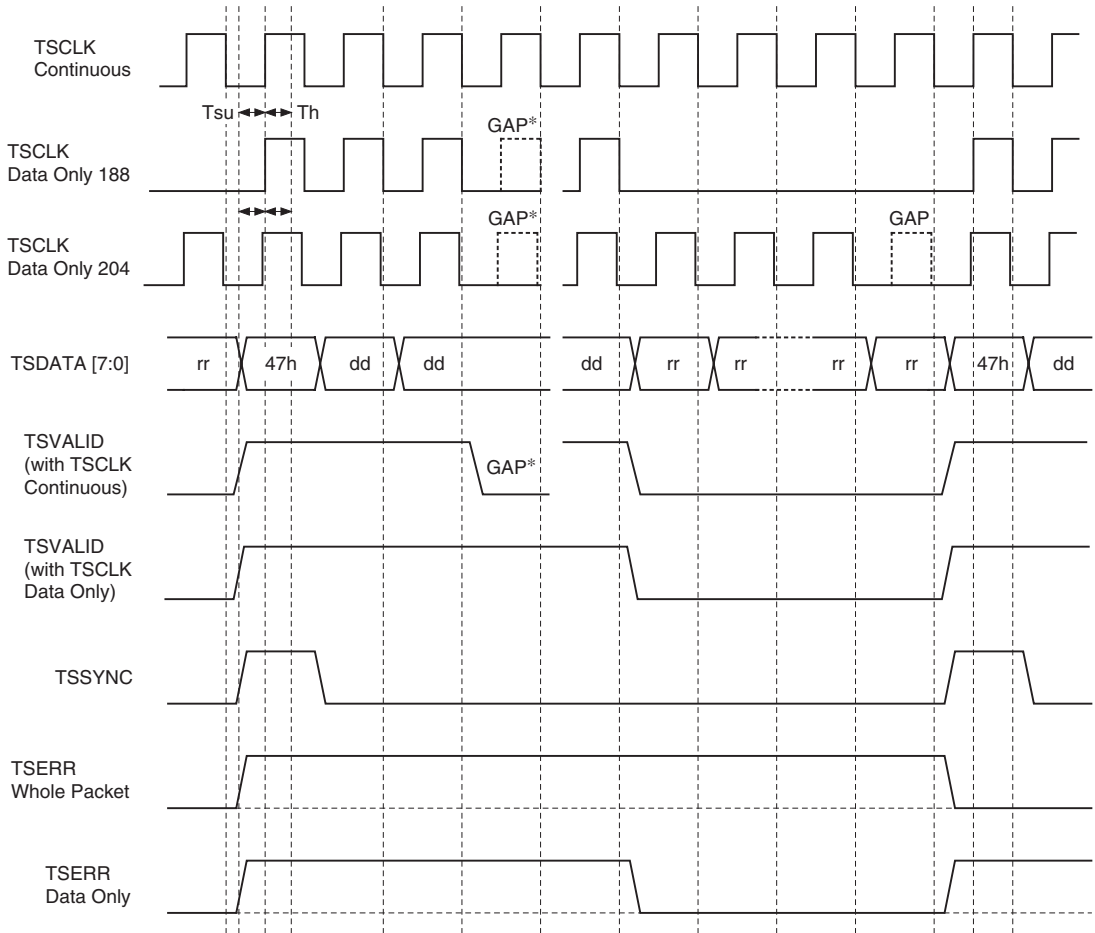 TSCLK
Continuous
Tsu Th
GAP*
TSCLK
Data Only 188
GAP* GAP
TSCLK
Data Only 204
TSDATA [7:0] rr 47h dd dd dd rr rr rr rr 47h dd
TSVALID
(with TSCLK
Continuous)
GAP*
TSVALID
(with TSCLK
Data Only)
TSSYNC
TSERR
Whole Packet
TSERR
Data Only